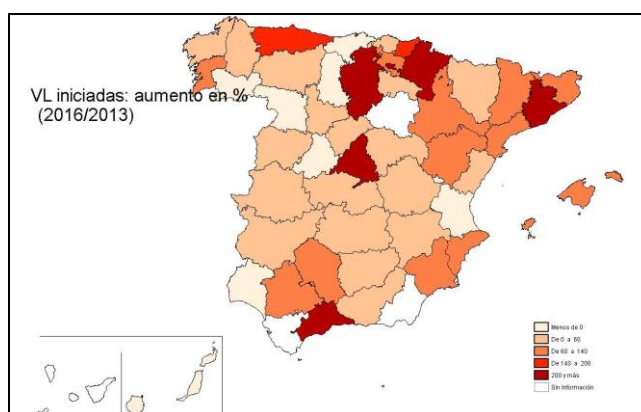 VL iniciadas: aumento en %
(2016/2013)
Menos de 0
De 0 a 60
De 60 a 140
De 140 a 200
200 y más
Sin Información